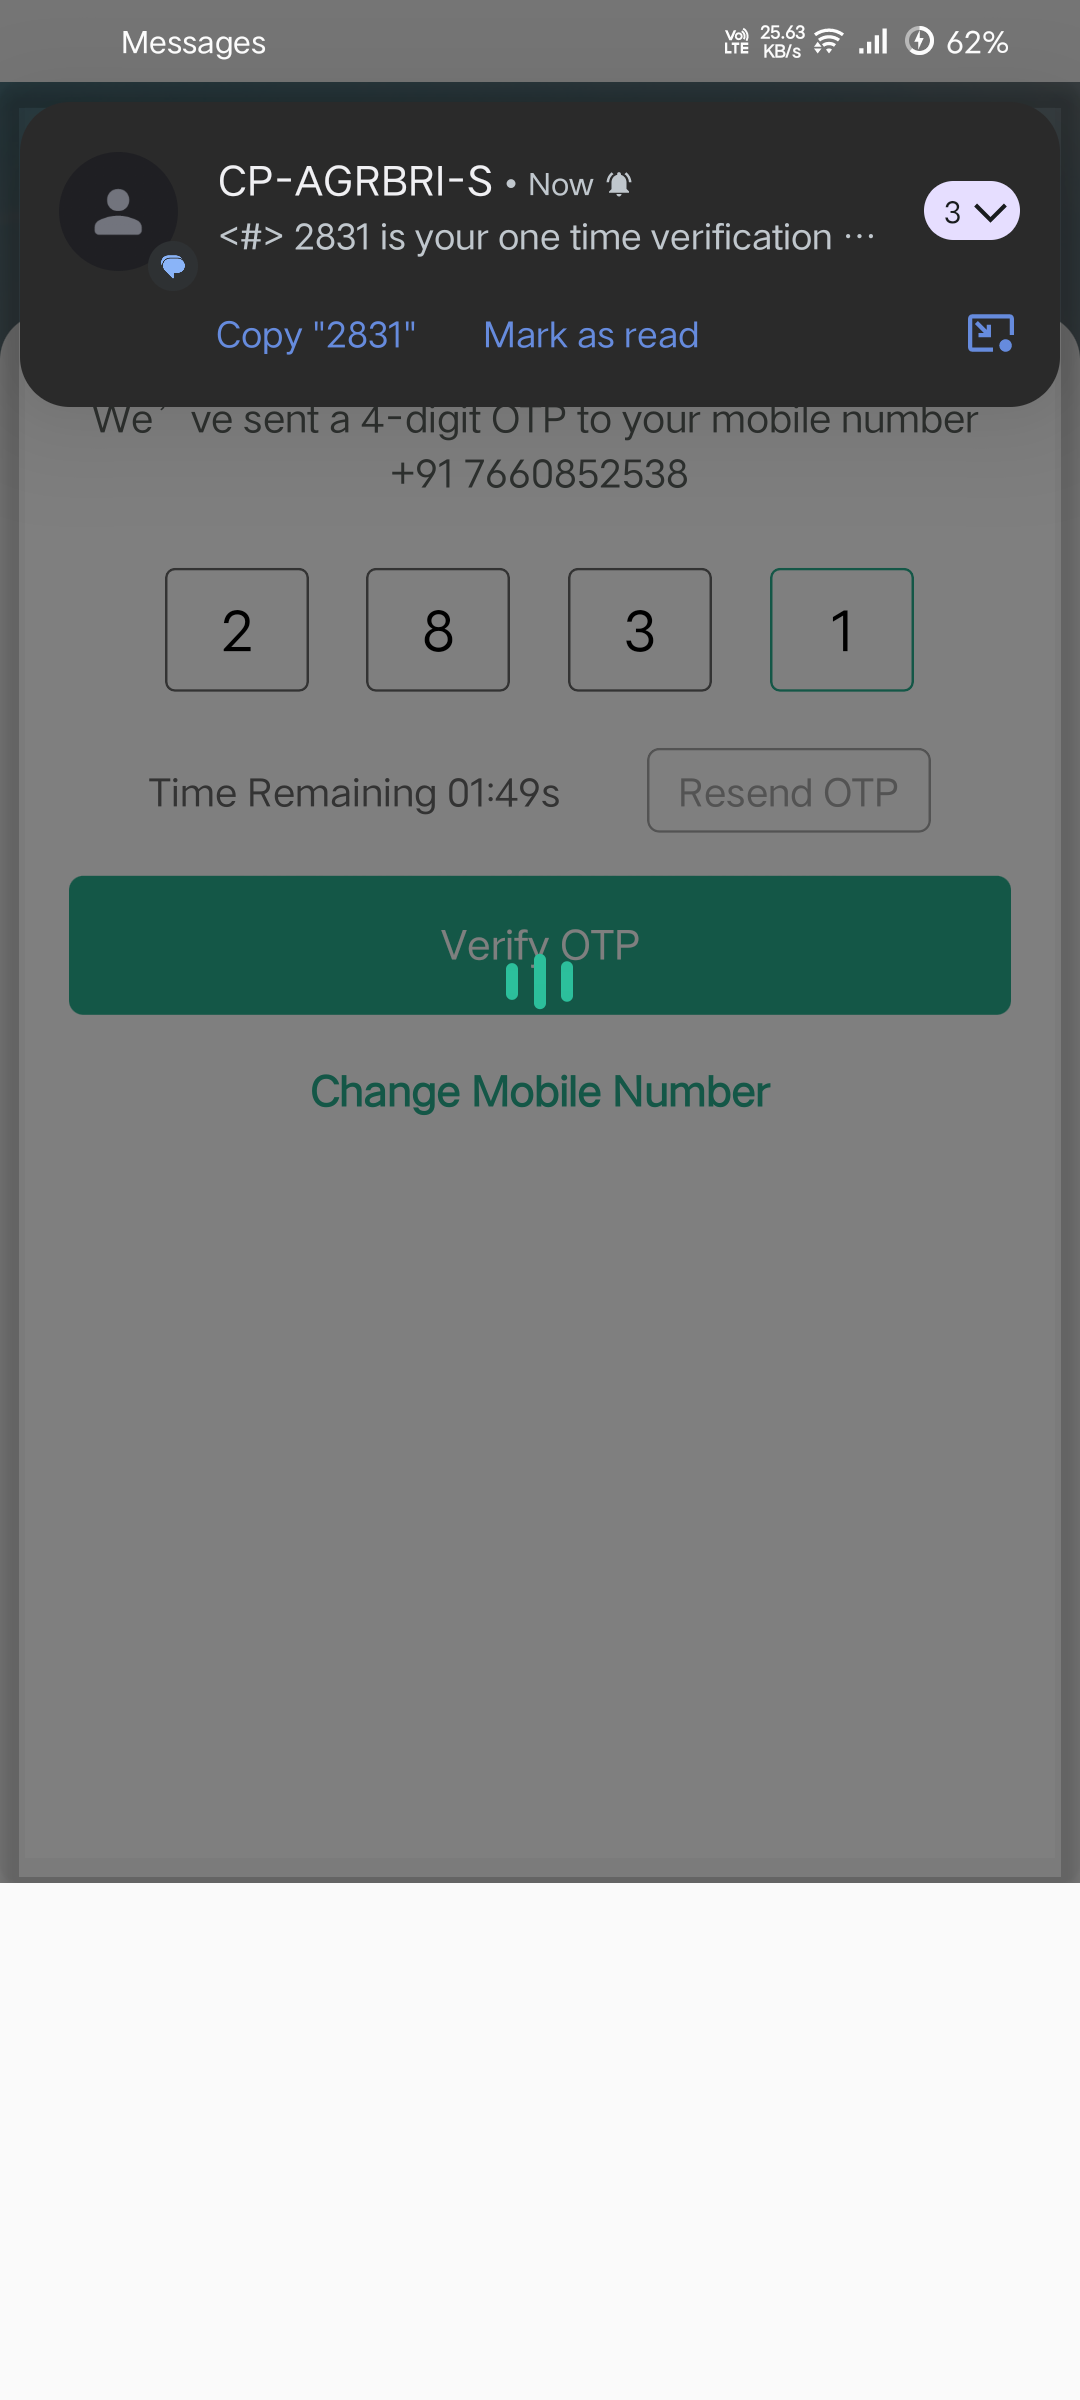 Messages
Vo) LTE 25.63 KB/s 62%
CP-AGRBRI-S • Now
<#> 2831 is your one time verification ...
3
Copy "2831" Mark as read
We’ ve sent a 4-digit OTP to your mobile number
+91 7660852538
2 8 3 1
Time Remaining 01:49s
Resend OTP
Verify OTP
Change Mobile Number